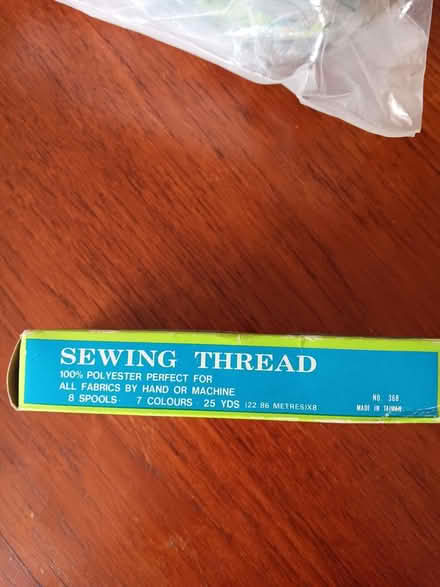 SEWING THREAD
100% POLYESTER PERFECT FOR
ALL FABRICS BY HAND OR MACHINE
8 SPOOLS 7 COLOURS 25 YDS (22 86 METRES)X8
NO. 368
MADE IN TAIWAN